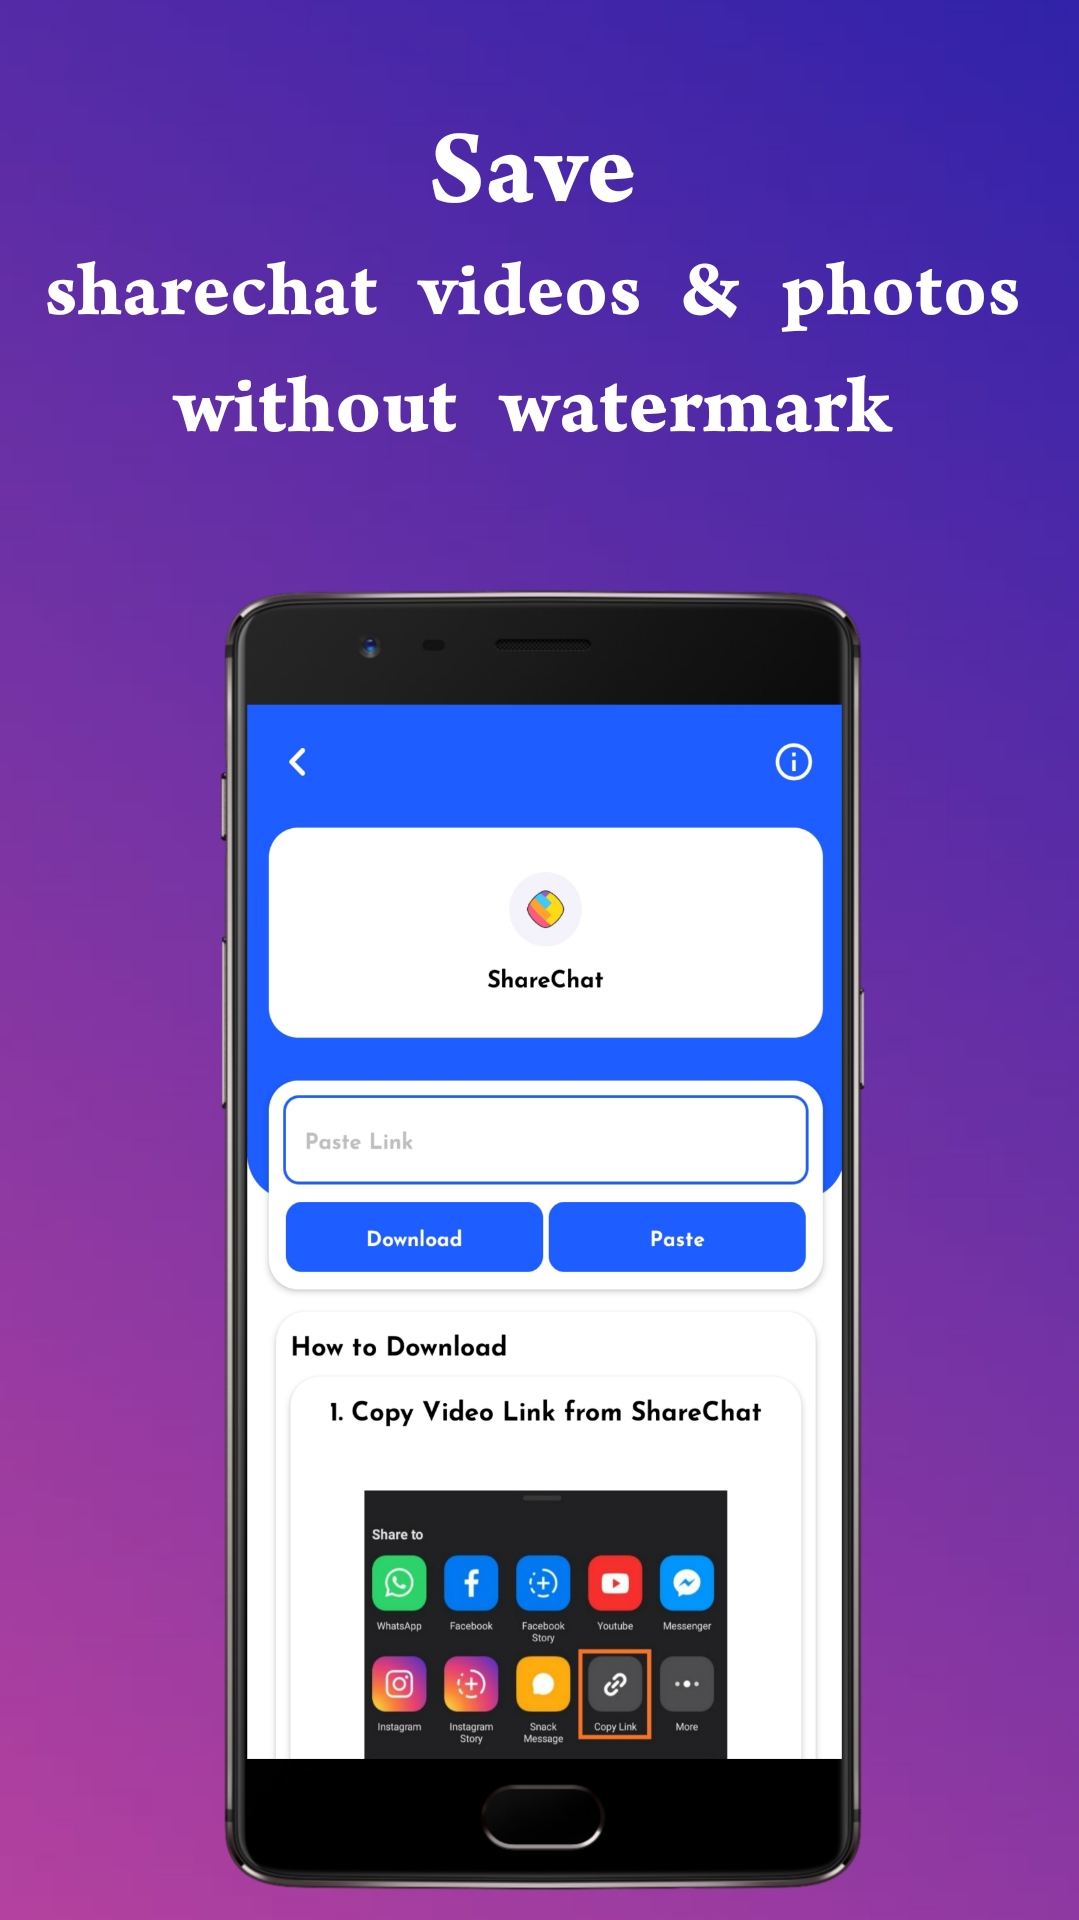 Save
sharechat videos & photos
without watermark
ShareChat
Paste Link
Download Paste
How to Download
1. Copy Video Link from ShareChat
Share to
WhatsApp Facebook Facebook Story Youtube Messenger
Instagram Instagram Story Snack Message Copy Link More